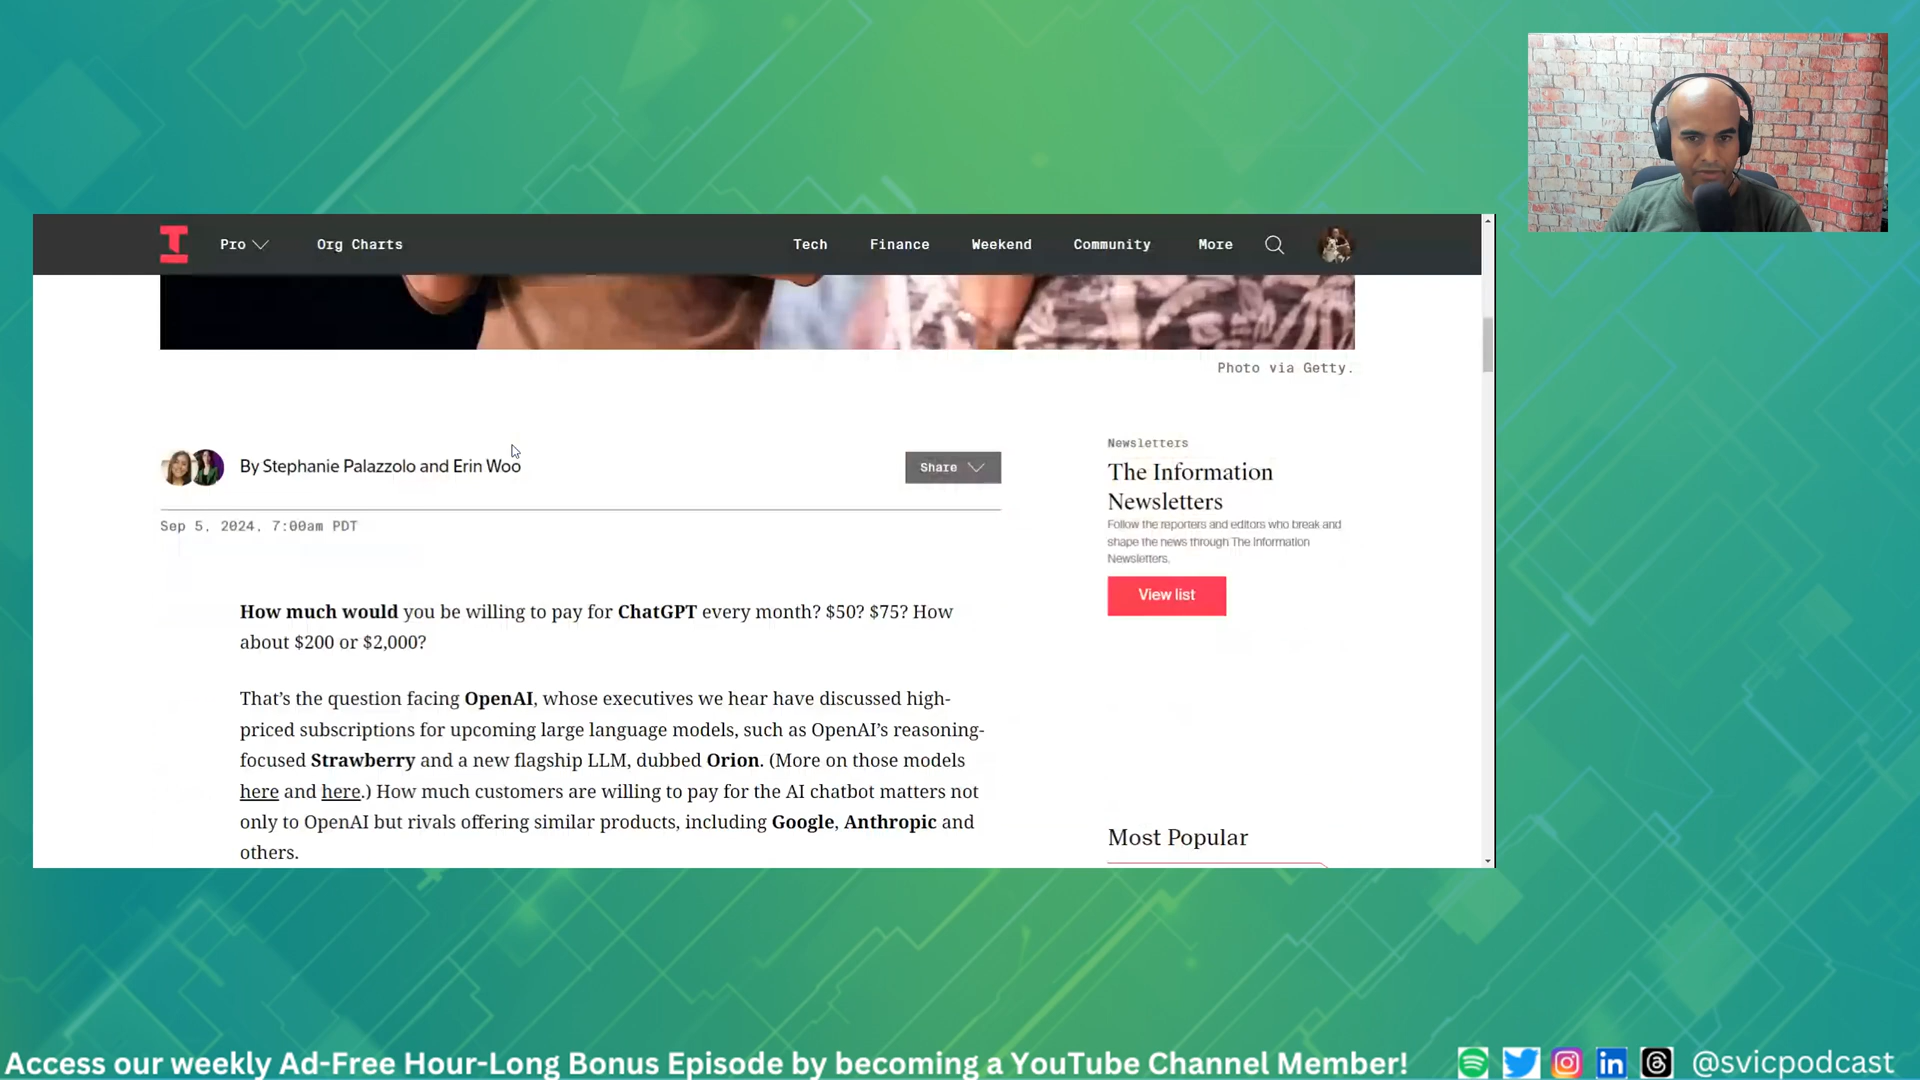 Pro
Org Charts
Tech
Finance
Weekend
Community
More
Photo via Getty.
By Stephanie Palazzolo and Erin Woo
Share
Sep 5, 2024, 7:00am PDT
How much would you be willing to pay for ChatGPT every month? $50? $75? How
about $200 or $2,000?
That's the question facing OpenAI, whose executives we hear have discussed high-
priced subscriptions for upcoming large language models, such as OpenAI's reasoning-
focused Strawberry and a new flagship LLM, dubbed Orion. (More on those models
here and here.) How much customers are willing to pay for the AI chatbot matters not
only to OpenAI but rivals offering similar products, including Google, Anthropic and
others.
Newsletters
The Information
Newsletters
Follow the reporters and editors who break and
shape the news through The Information
Newsletters.
View list
Most Popular
Access our weekly Ad-Free Hour-Long Bonus Episode by becoming a YouTube Channel Member!
@svicpodcast